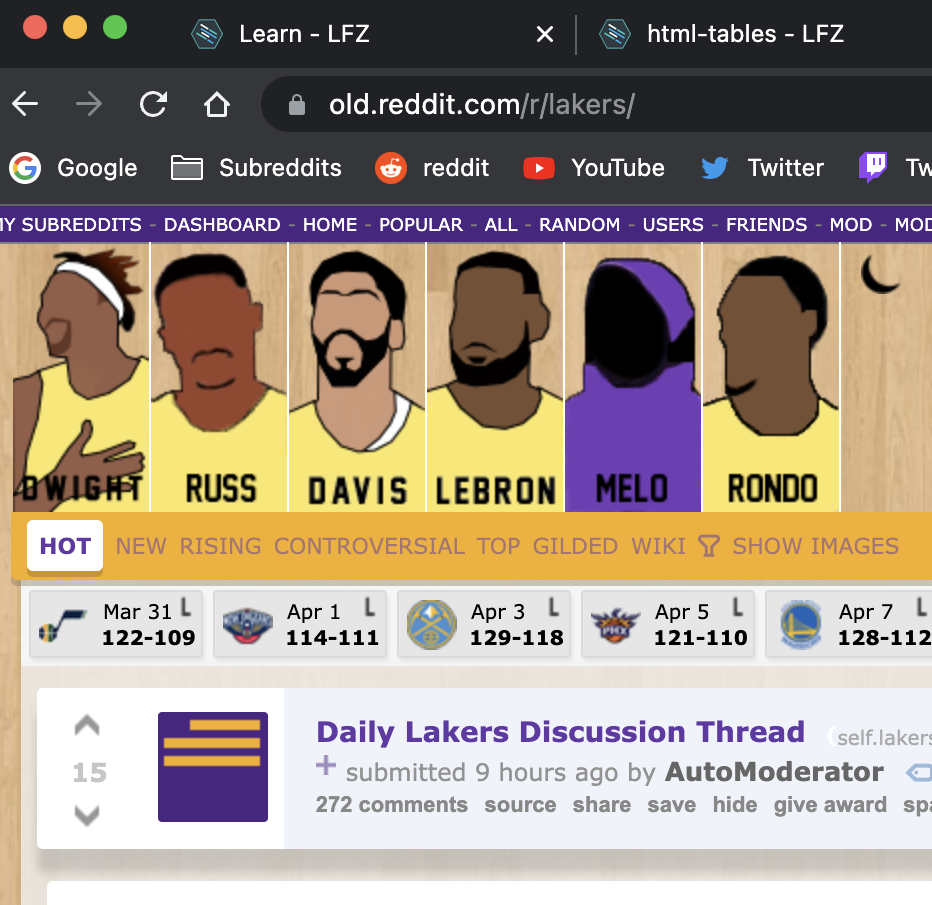 Learn - LFZ
html-tables - LFZ
old.reddit.com/r/lakers/
Google Subreddits reddit YouTube Twitter Tw
MY SUBREDDITS - DASHBOARD - HOME - POPULAR - ALL - RANDOM - USERS - FRIENDS - MOD - MOD
DWIGHT RUSS DAVIS LEBRON MELO RONDO
HOT NEW RISING CONTROVERSIAL TOP GILDED WIKI SHOW IMAGES
Mar 31 L
122-109
Apr 1 L
114-111
Apr 3 L
129-118
Apr 5 L
PHX
121-110
Apr 7 L
128-112
15
Daily Lakers Discussion Thread (self.lakers
+ submitted 9 hours ago by AutoModerator
272 comments source share save hide give award spa